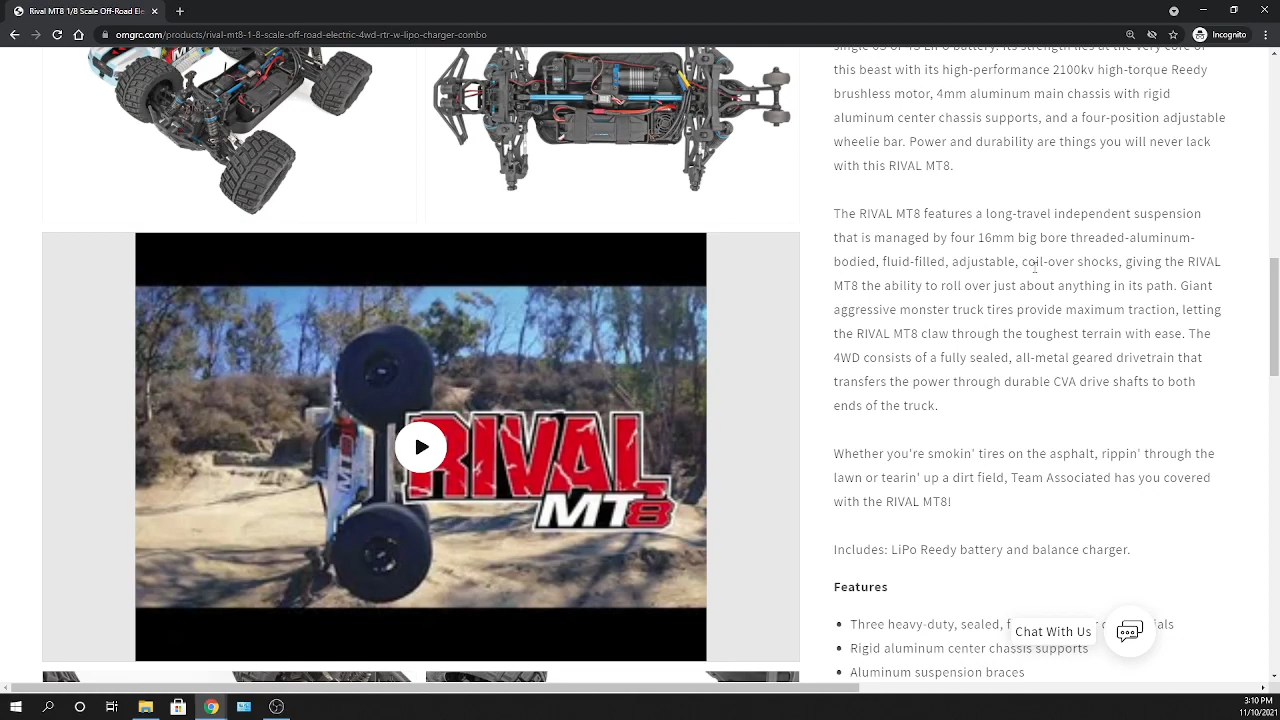 Rival MT8 1/8 Scale Off-Road Ele
Incognito
omgrc.com/products/rival-mt8-1-8-scale-off-road-electric-4wd-rtr-w-lipo-charger-combo
this beast with its high-performance 2100kv high-torque Reedy
brushless motor, 4mm aluminum main chassis with rigid
aluminum center chassis supports, and a four-position adjustable
wheelie bar. Power and durability are things you will never lack
with this RIVAL MT8.
The RIVAL MT8 features a long-travel independent suspension
that is managed by four 16mm big bore threaded-aluminum-
bodied, fluid-filled, adjustable, coil-over shocks, giving the RIVAL
MT8 the ability to roll over just about anything in its path. Giant
aggressive monster truck tires provide maximum traction, letting
the RIVAL MT8 claw through the toughest terrain with ease. The
4WD consists of a fully sealed, all-metal geared drivetrain that
transfers the power through durable CVA drive shafts to both
ends of the truck.
RIVAL
MT8
Whether you're smokin' tires on the asphalt, rippin' through the
lawn or tearin' up a dirt field, Team Associated has you covered
with the RIVAL MT8!
Includes: LiPo Reedy battery and balance charger.
Features
Three heavy-duty, sealed,
Chat With Us
Rigid aluminum center chassis supports
Aluminum suspension braces
3:10 PM
11/10/2021